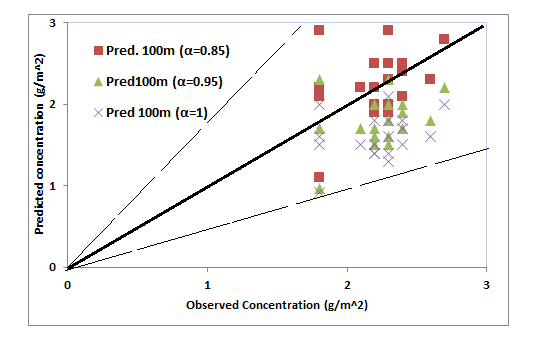 3
Pred. 100m (α=0.85)
2
Pred100m (α=0.95)
Pred 100m (α=1)
1
0
Predicted concentration (g/m^2)
0 1 2 3
Observed Concentration (g/m^2)